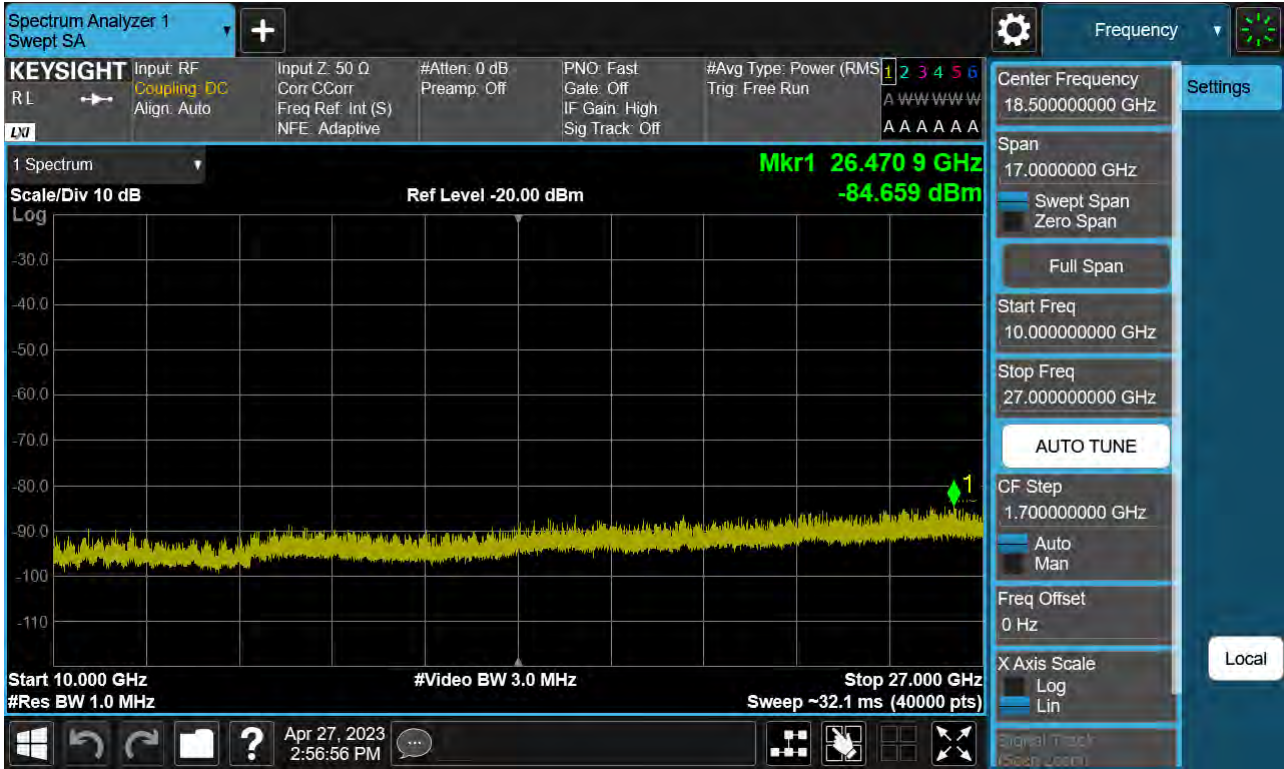 Spectrum Analyzer 1
Swept SA
+
Frequency
KEYSIGHT
R L
LXI
Input: RF
Coupling: DC
Align: Auto
Input Z: 50 Ω
Corr CCorr
Freq Ref: Int (S)
NFE: Adaptive
#Atten: 0 dB
Preamp: Off
PNO: Fast
Gate: Off
IF Gain: High
Sig Track: Off
#Avg Type: Power (RMS
Trig: Free Run
1 2 3 4 5 6
A W W W W W
A A A A A A
1 Spectrum
Scale/Div 10 dB
Log
Ref Level -20.00 dBm
Mkr1 26.470 9 GHz
-84.659 dBm
-30.0
-40.0
-50.0
-60.0
-70.0
-80.0
-90.0
-100
-110
1
Start 10.000 GHz
#Res BW 1.0 MHz
#Video BW 3.0 MHz
Stop 27.000 GHz
Sweep ~32.1 ms (40000 pts)
Center Frequency
18.500000000 GHz
Span
17.0000000 GHz
Swept Span
Zero Span
Full Span
Start Freq
10.000000000 GHz
Stop Freq
27.000000000 GHz
AUTO TUNE
CF Step
1.700000000 GHz
Auto
Man
Freq Offset
0 Hz
X Axis Scale
Log
Lin
Signal Track
(Span Zoom)
Settings
Local
?
Apr 27, 2023
2:56:56 PM